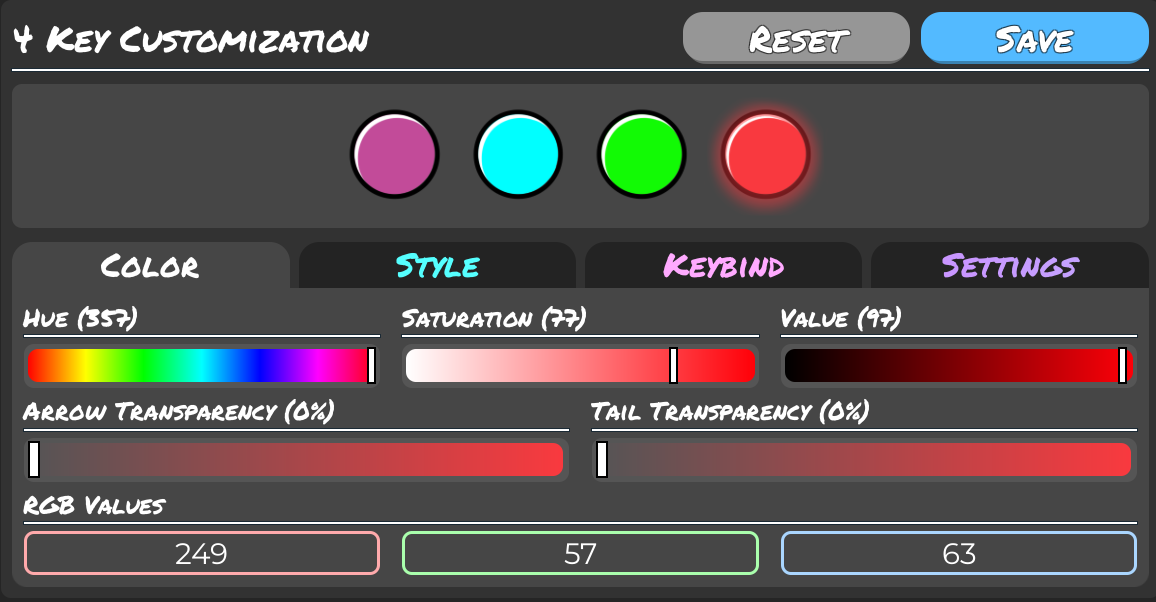 4 Key Customization Reset Save
Color Style Keybind Settings
Hue (357) Saturation (77) Value (97)
Arrow Transparency (0%) Tail Transparency (0%)
RGB Values
249 57 63